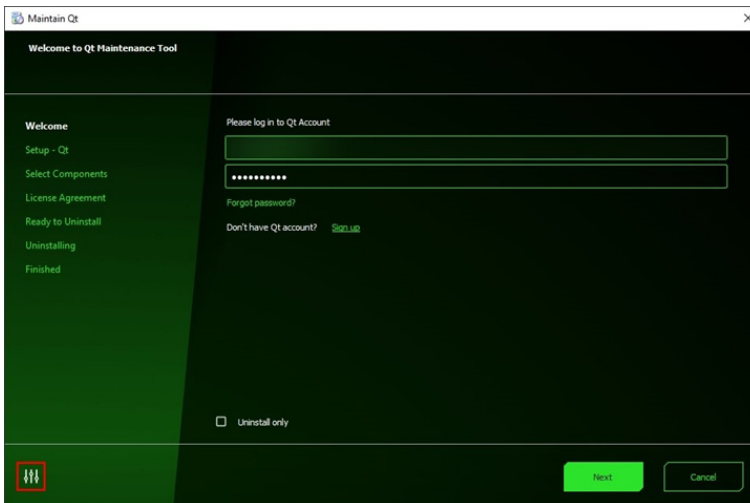 Maintain Qt
Welcome to Qt Maintenance Tool
Welcome
Setup - Qt
Select Components
License Agreement
Ready to Uninstall
Uninstalling
Finished
Please log in to Qt Account
Forgot password?
Don't have Qt account? Sign up
Uninstall only
Next
Cancel